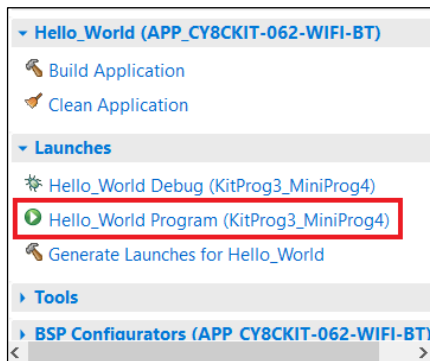 Hello_World (APP_CY8CKIT-062-WIFI-BT)
Build Application
Clean Application
Launches
Hello_World Debug (KitProg3_MiniProg4)
Hello_World Program (KitProg3_MiniProg4)
Generate Launches for Hello_World
Tools
BSP Configurators (APP_CY8CKIT-062-WIFI-BT)